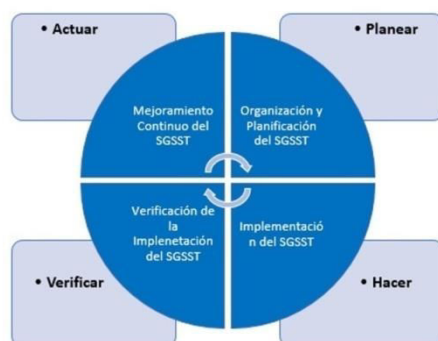 • Actuar
• Planear
Mejoramiento
Continuo del
SGSST
Organización y
Planificación
del SGSST
Verificación de
la
Implenetación
del SGSST
Implementació
n del SGSST
• Verificar
• Hacer